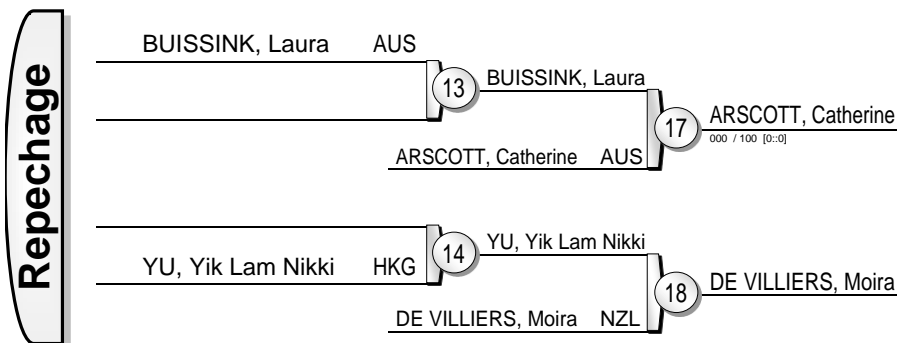 Repechage
BUISSINK, Laura AUS
13
BUISSINK, Laura
ARSCOTT, Catherine AUS
17
ARSCOTT, Catherine
000 / 100 [0::0]
YU, Yik Lam Nikki HKG
14
YU, Yik Lam Nikki
DE VILLIERS, Moira NZL
18
DE VILLIERS, Moira